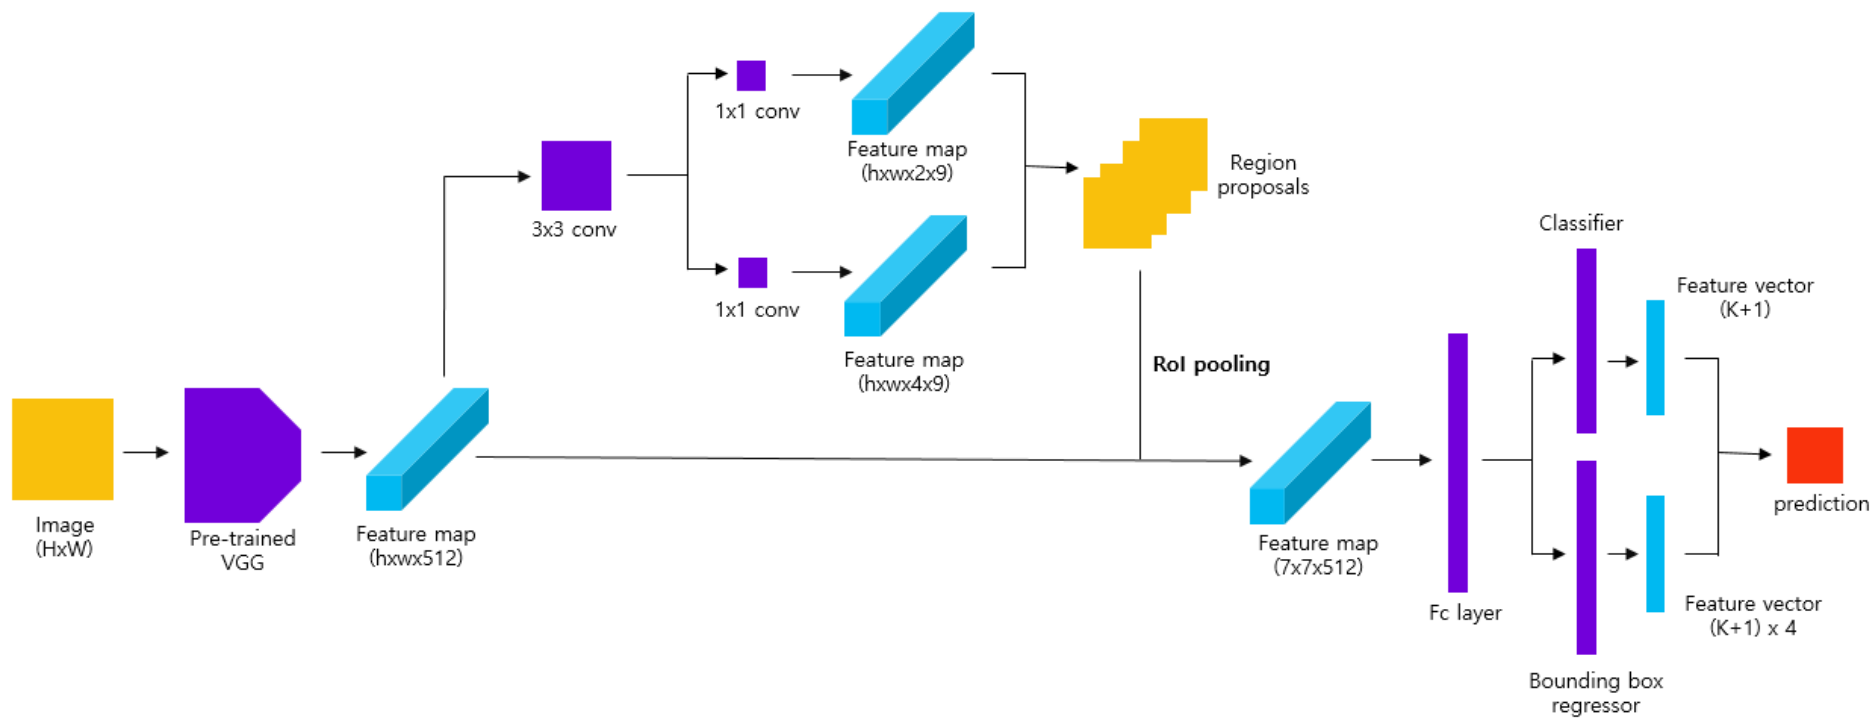 1x1 conv
Feature map
(hxwx2x9)
Region
proposals
3x3 conv
1x1 conv
Feature map
(hxwx4x9)
RoI pooling
Classifier
Feature vector
(K+1)
Image
(HxW)
Pre-trained
VGG
Feature map
(hxwx512)
Feature map
(7x7x512)
Fc layer
prediction
Feature vector
(K+1) x 4
Bounding box
regressor